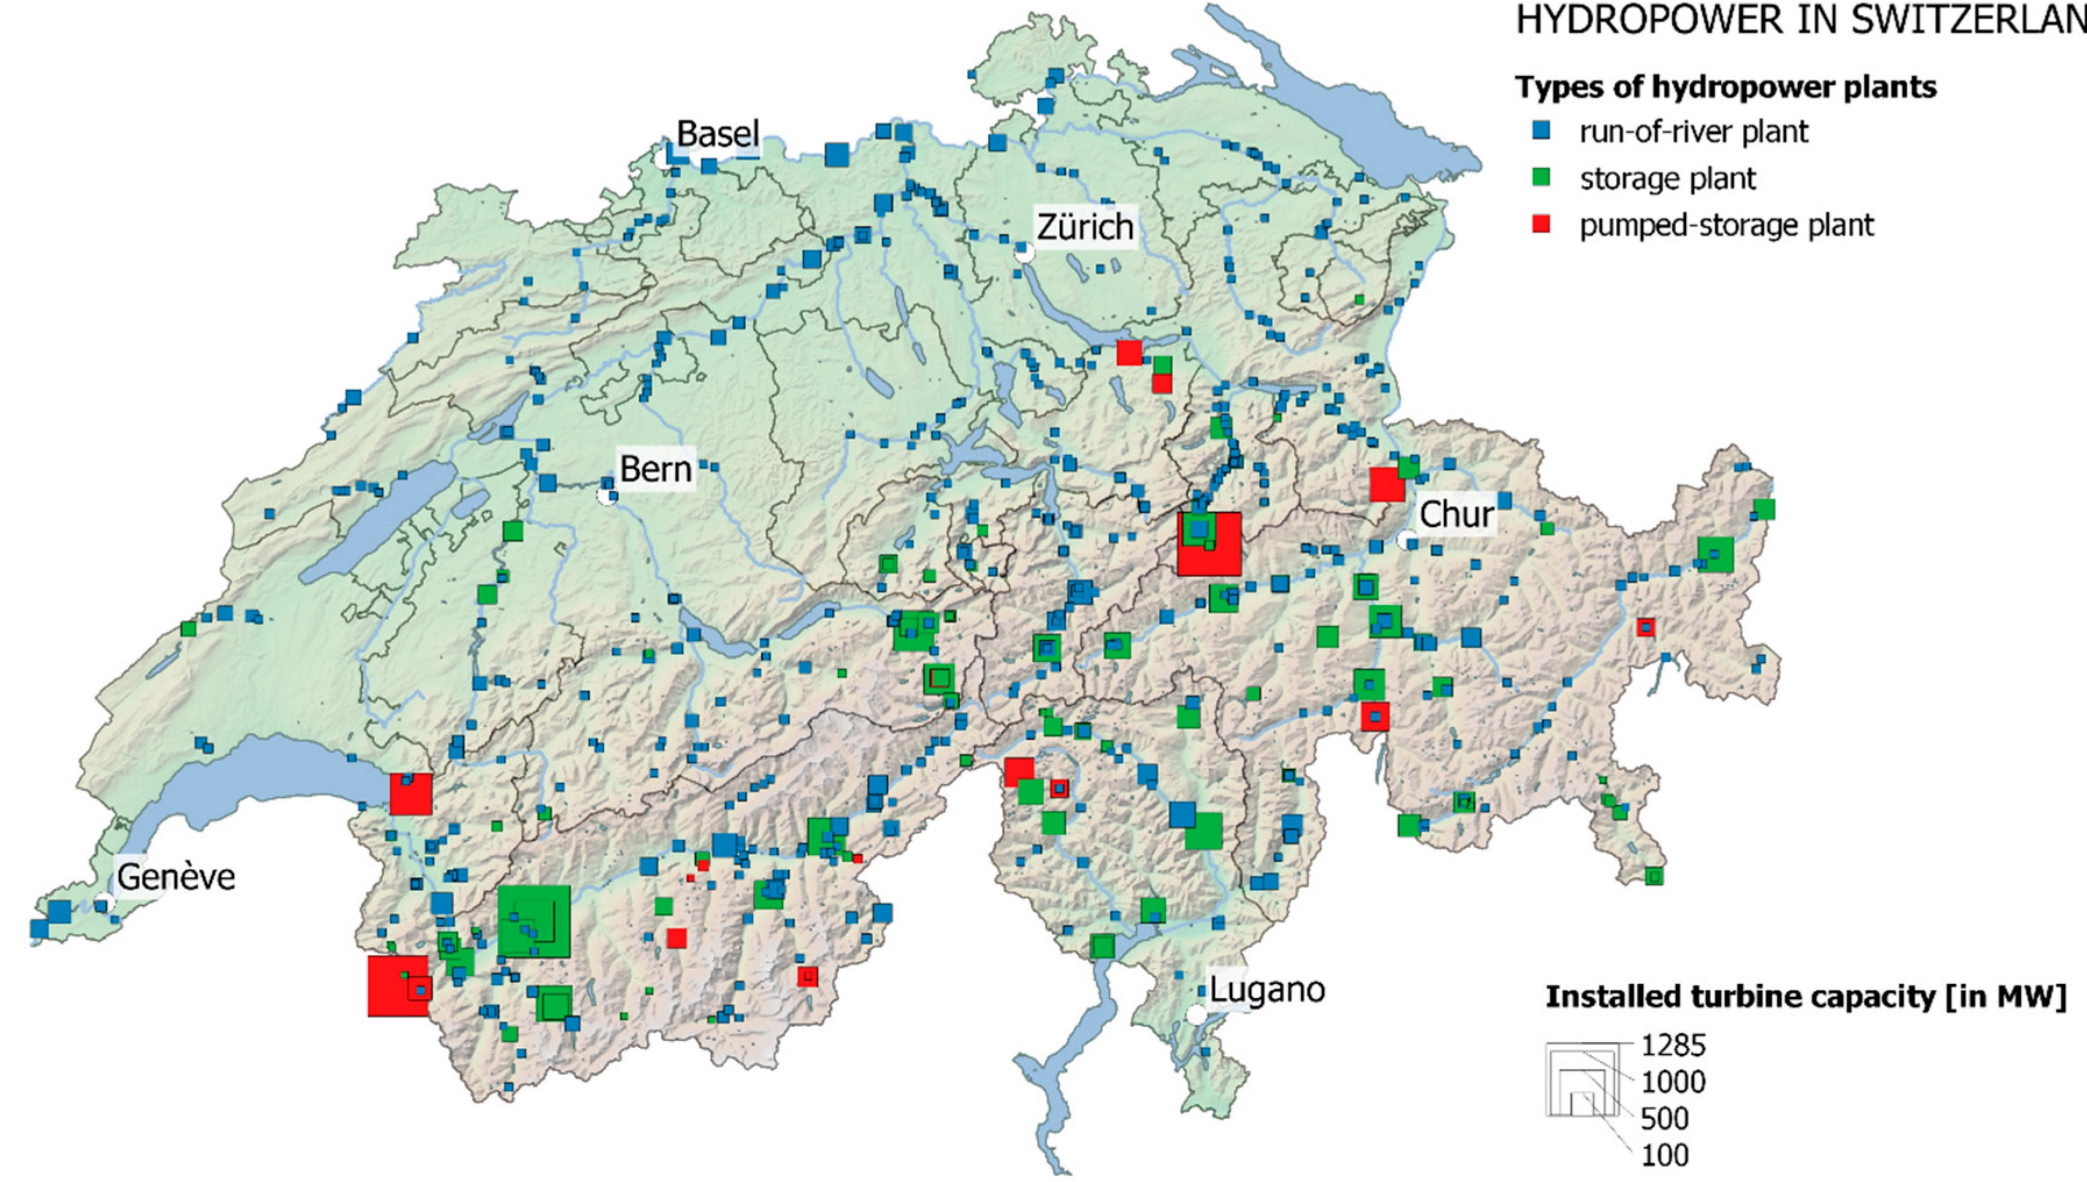 HYDROPOWER IN SWITZERLAN
Types of hydropower plants
run-of-river plant
storage plant
pumped-storage plant
Basel
Zürich
Bern
Chur
Genève
Lugano
Installed turbine capacity [in MW]
1285
1000
500
100